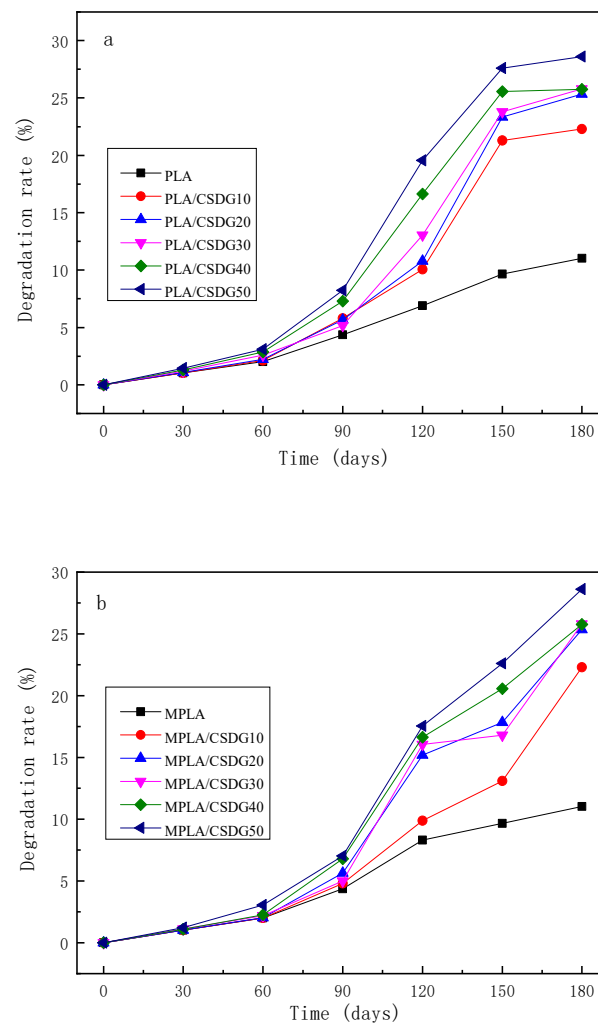 a
Degradation rate (%)
30
25
20
15
10
5
0
PLA
PLA/CSDG10
PLA/CSDG20
PLA/CSDG30
PLA/CSDG40
PLA/CSDG50
0 30 60 90 120 150 180
Time (days)
b
Degradation rate (%)
30
25
20
15
10
5
0
MPLA
MPLA/CSDG10
MPLA/CSDG20
MPLA/CSDG30
MPLA/CSDG40
MPLA/CSDG50
0 30 60 90 120 150 180
Time (days)